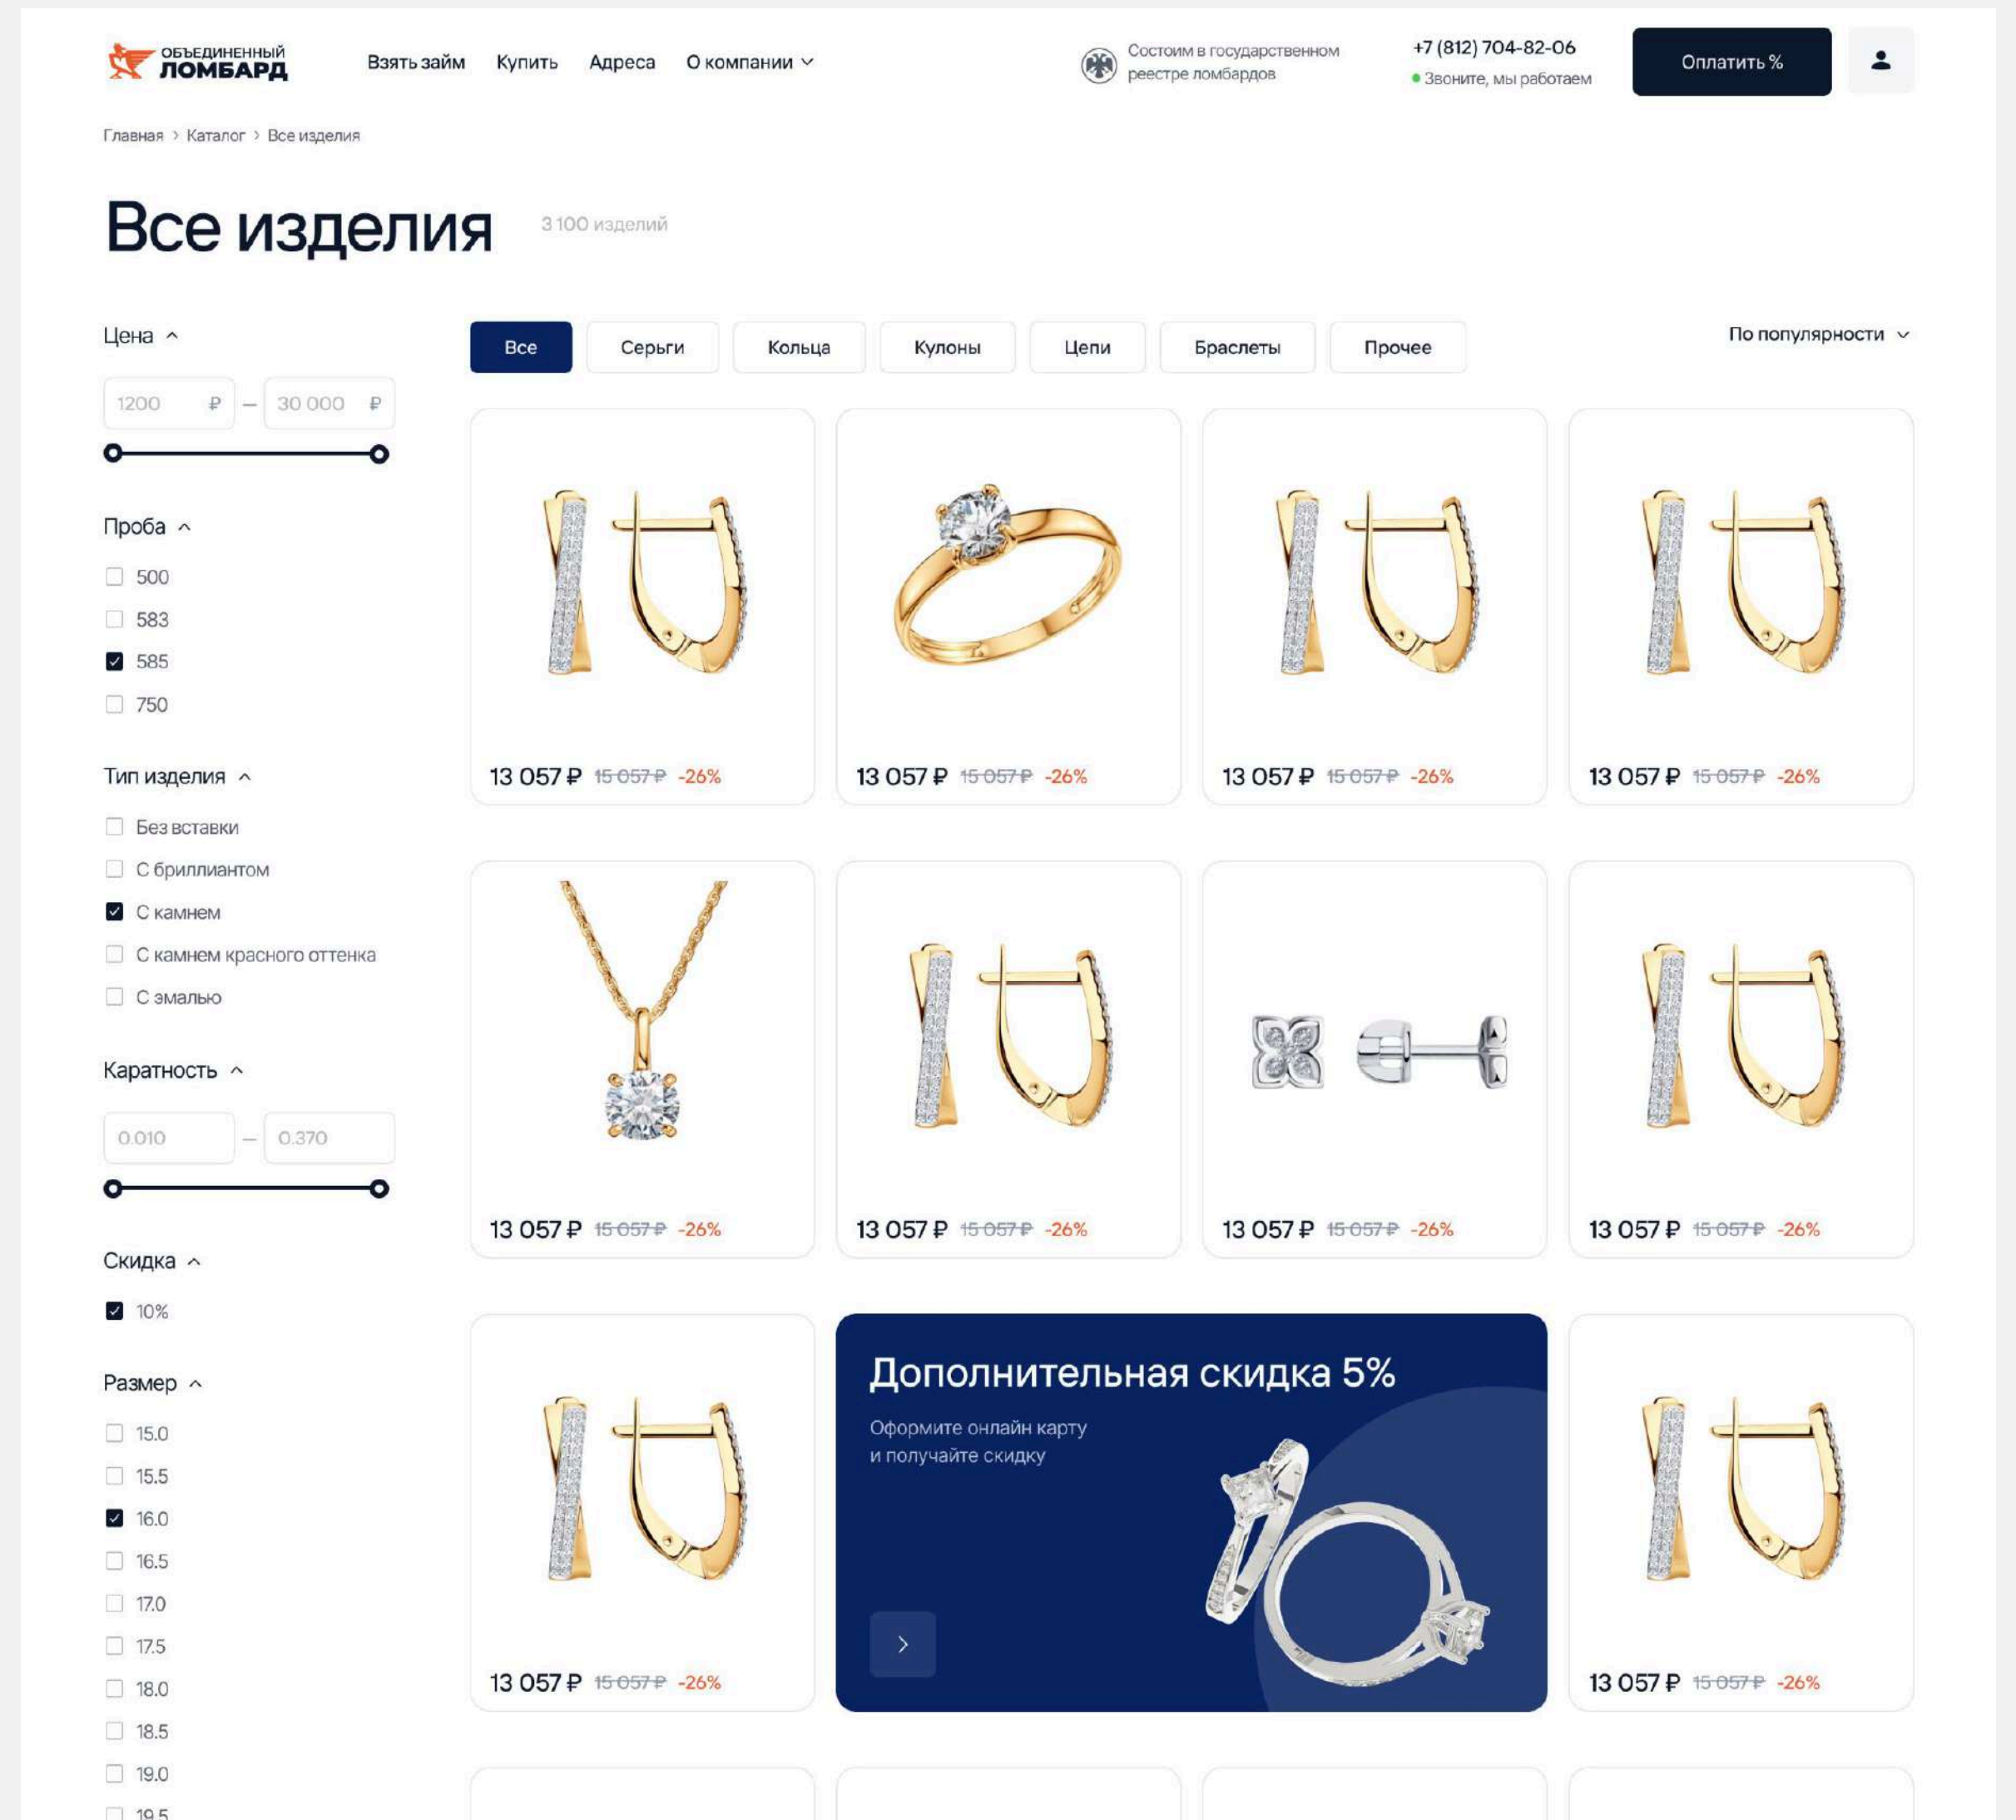 ОБЪЕДИНЕННЫЙ
ЛОМБАРД
Взять займ
Купить
Адреса
О компании
Состоим в государственном
реестре ломбардов
+7 (812) 704-82-06
Звоните, мы работаем
Оплатить %
Главная > Каталог > Все изделия
Все изделия
3 100 изделий
Цена
1200 ₽ — 30 000 ₽
Проба
500
583
585
750
Тип изделия
Без вставки
С бриллиантом
С камнем
С камнем красного оттенка
С эмалью
Каратность
0.010 — 0.370
Скидка
10%
Размер
15.0
15.5
16.0
16.5
17.0
17.5
18.0
18.5
19.0
19.5
Все
Серьги
Кольца
Кулоны
Цепи
Браслеты
Прочее
По популярности
13 057 ₽ 15 057 ₽ -26%
13 057 ₽ 15 057 ₽ -26%
13 057 ₽ 15 057 ₽ -26%
13 057 ₽ 15 057 ₽ -26%
13 057 ₽ 15 057 ₽ -26%
13 057 ₽ 15 057 ₽ -26%
13 057 ₽ 15 057 ₽ -26%
13 057 ₽ 15 057 ₽ -26%
13 057 ₽ 15 057 ₽ -26%
Дополнительная скидка 5%
Оформите онлайн карту
и получайте скидку
13 057 ₽ 15 057 ₽ -26%